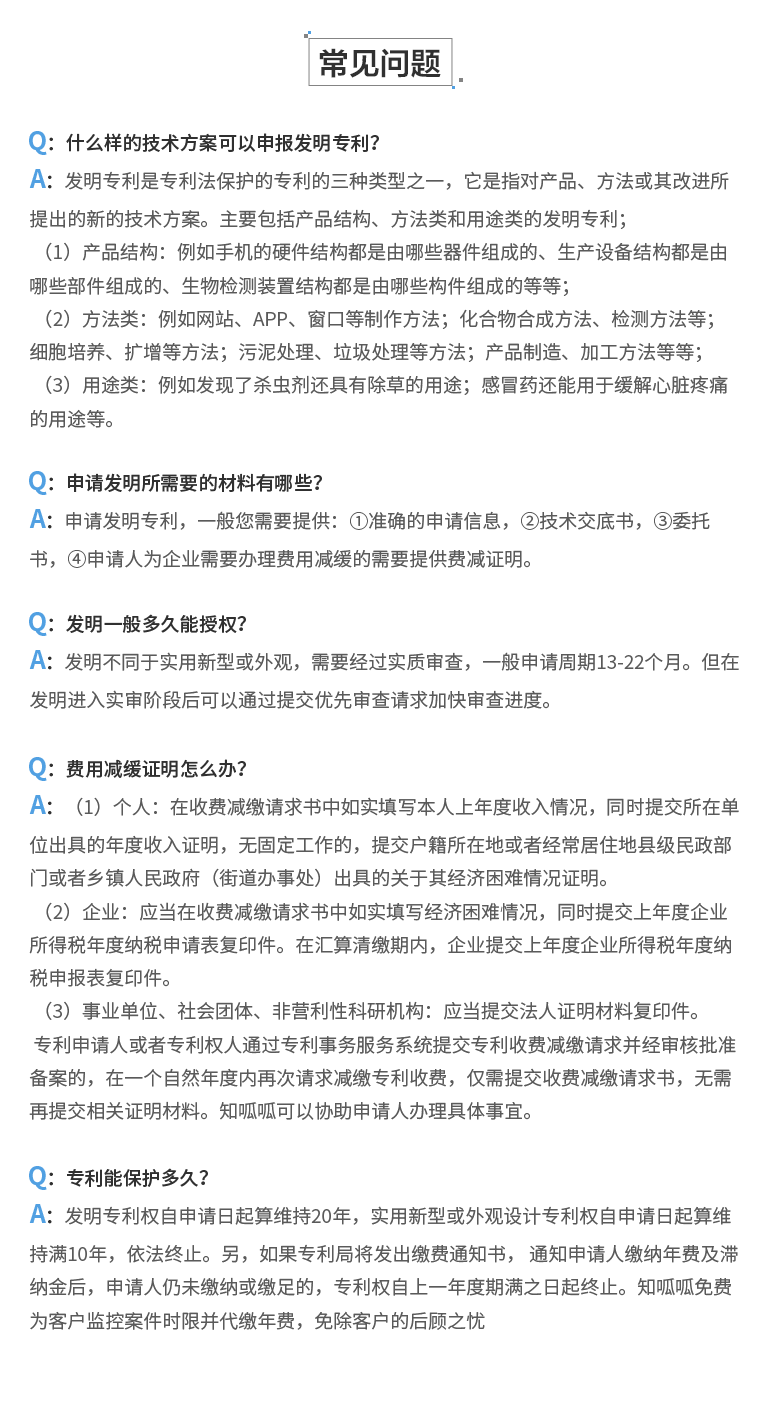 常见问题
Q：什么样的技术方案可以申报发明专利？
A：发明专利是专利法保护的专利的三种类型之一，它是指对产品、方法或其改进所
提出的新的技术方案。主要包括产品结构、方法类和用途类的发明专利；
（1）产品结构：例如手机的硬件结构都是由哪些器件组成的、生产设备结构都是由
哪些部件组成的、生物检测装置结构都是由哪些构件组成的等等；
（2）方法类：例如网站、APP、窗口等制作方法；化合物合成方法、检测方法等；
细胞培养、扩增等方法；污泥处理、垃圾处理等方法；产品制造、加工方法等等；
（3）用途类：例如发现了杀虫剂还具有除草的用途；感冒药还能用于缓解心脏疼痛
的用途等。
Q：申请发明所需要的材料有哪些？
A：申请发明专利，一般您需要提供：①准确的申请信息，②技术交底书，③委托
书，④申请人为企业需要办理费用减缓的需要提供费减证明。
Q：发明一般多久能授权？
A：发明不同于实用新型或外观，需要经过实质审查，一般申请周期13-22个月。但在
发明进入实审阶段后可以通过提交优先审查请求加快审查进度。
Q：费用减缓证明怎么办？
A：（1）个人：在收费减缴请求书中如实填写本人上年度收入情况，同时提交所在单
位出具的年度收入证明，无固定工作的，提交户籍所在地或者经常居住地县级民政部
门或者乡镇人民政府（街道办事处）出具的关于其经济困难情况证明。
（2）企业：应当在收费减缴请求书中如实填写经济困难情况，同时提交上年度企业
所得税年度纳税申请表复印件。在汇算清缴期内，企业提交上年度企业所得税年度纳
税申报表复印件。
（3）事业单位、社会团体、非营利性科研机构：应当提交法人证明材料复印件。
专利申请人或者专利权人通过专利事务服务系统提交专利收费减缴请求并经审核批准
备案的，在一个自然年度内再次请求减缴专利收费，仅需提交收费减缴请求书，无需
再提交相关证明材料。知呱呱可以协助申请人办理具体事宜。
Q：专利能保护多久？
A：发明专利权自申请日起算维持20年，实用新型或外观设计专利权自申请日起算维
持满10年，依法终止。另，如果专利局将发出缴费通知书， 通知申请人缴纳年费及滞
纳金后，申请人仍未缴纳或缴足的，专利权自上一年度期满之日起终止。知呱呱免费
为客户监控案件时限并代缴年费，免除客户的后顾之忧